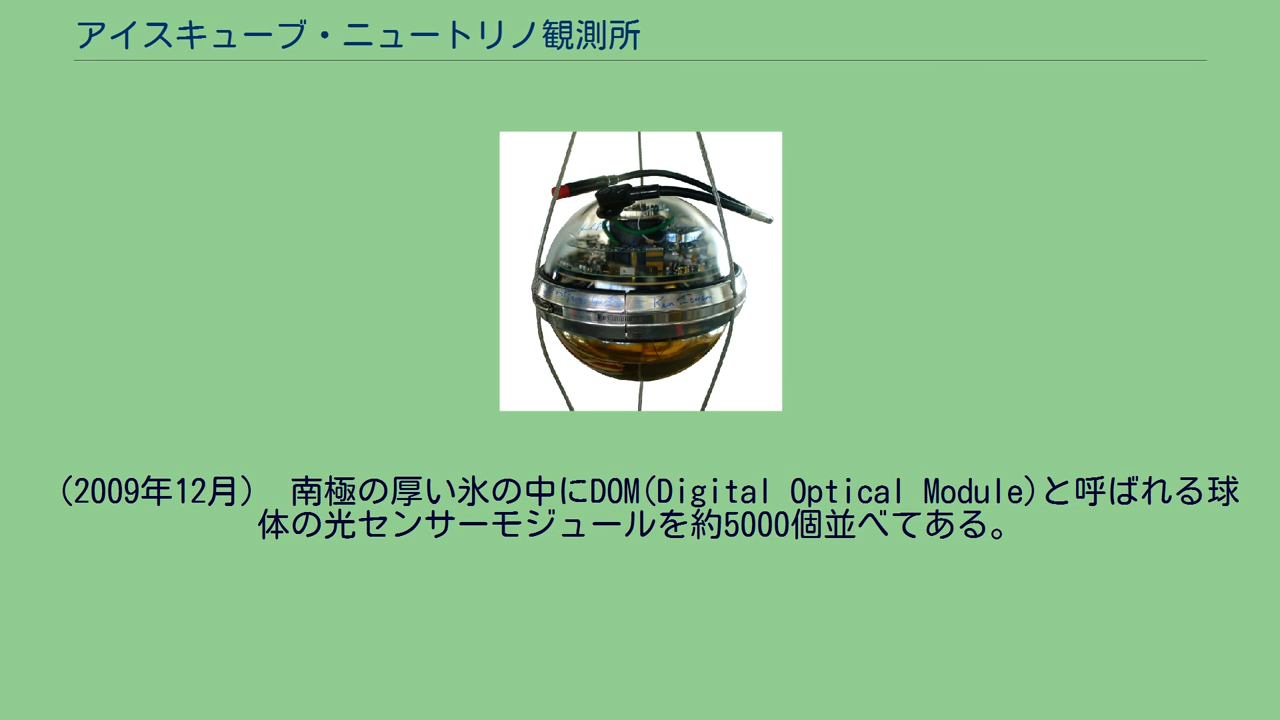 アイスキューブ・ニュートリノ観測所
(2009年12月) 南極の厚い氷の中にDOM(Digital Optical Module)と呼ばれる球
体の光センサーモジュールを約5000個並べてある。